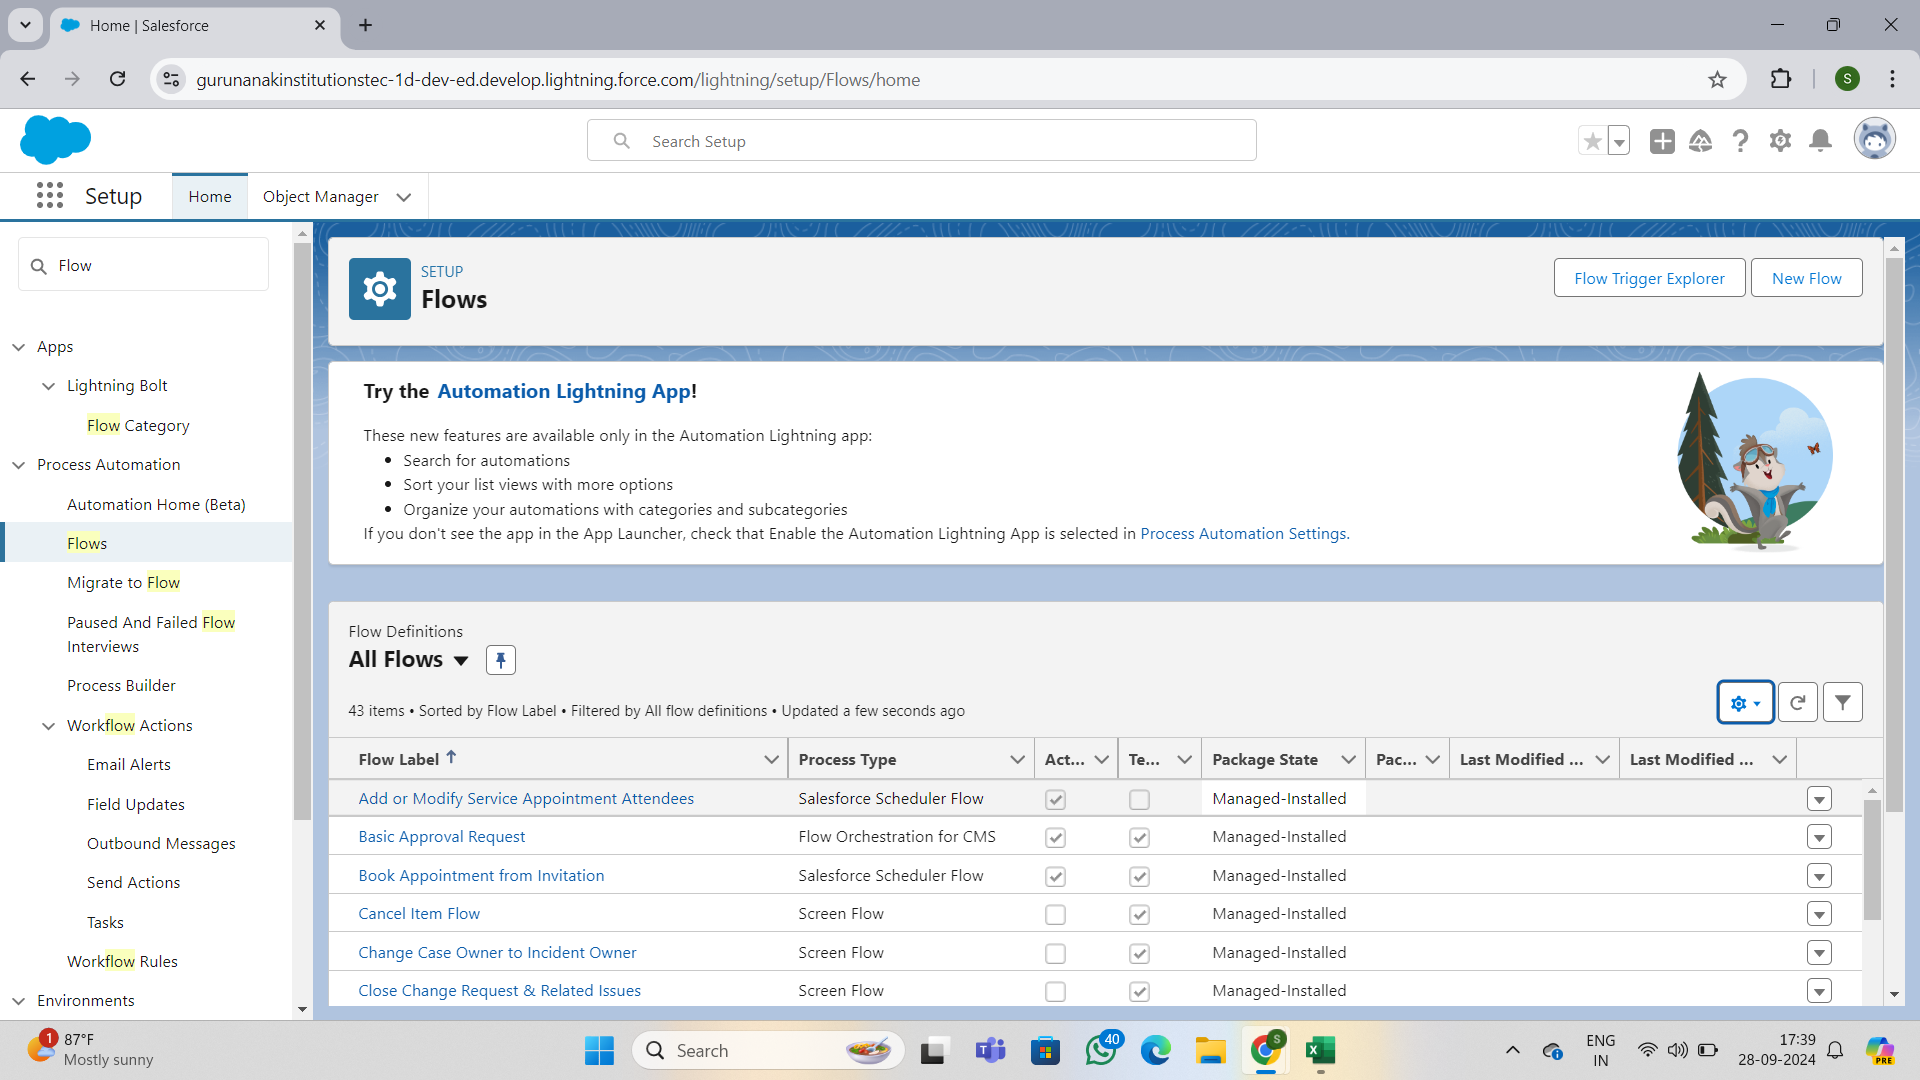 Home | Salesforce
gurunanakinstitutionstec-1d-dev-ed.develop.lightning.force.com/lightning/setup/Flows/home
S
Search Setup
Setup
Home
Object Manager
Flow
Apps
Lightning Bolt
Flow Category
Process Automation
Automation Home (Beta)
Flows
Migrate to Flow
Paused And Failed Flow
Interviews
Process Builder
Workflow Actions
Email Alerts
Field Updates
Outbound Messages
Send Actions
Tasks
Workflow Rules
Environments
SETUP
Flows
Flow Trigger Explorer
New Flow
Try the Automation Lightning App!
These new features are available only in the Automation Lightning app:
• Search for automations
• Sort your list views with more options
• Organize your automations with categories and subcategories
If you don't see the app in the App Launcher, check that Enable the Automation Lightning App is selected in Process Automation Settings.
Flow Definitions
All Flows
43 items • Sorted by Flow Label • Filtered by All flow definitions • Updated a few seconds ago
Flow Label ↑ Process Type Act... Te... Package State Pac... Last Modified ... Last Modified ...
Add or Modify Service Appointment Attendees Salesforce Scheduler Flow Managed-Installed
Basic Approval Request Flow Orchestration for CMS Managed-Installed
Book Appointment from Invitation Salesforce Scheduler Flow Managed-Installed
Cancel Item Flow Screen Flow Managed-Installed
Change Case Owner to Incident Owner Screen Flow Managed-Installed
Close Change Request & Related Issues Screen Flow Managed-Installed
1
87°F
Mostly sunny
Search
40
S
ENG
IN
17:39
28-09-2024
PRE